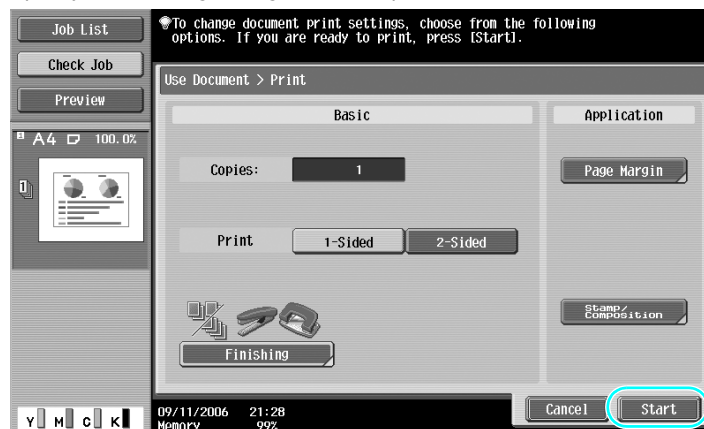 Job List
Check Job
Preview
A4 100.0%
1
To change document print settings, choose from the following
options. If you are ready to print, press [Start].
Use Document > Print
Basic
Application
Copies:
1
Page Margin
Print
1-Sided
2-Sided
Stamp/
Composition
Finishing
Y M C K
09/11/2006 21:28
Memory 99%
Cancel
Start